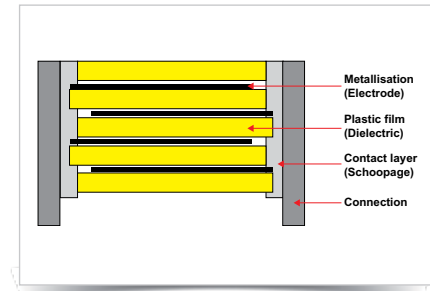 Metallisation
(Electrode)
Plastic film
(Dielectric)
Contact layer
(Schoopage)
Connection